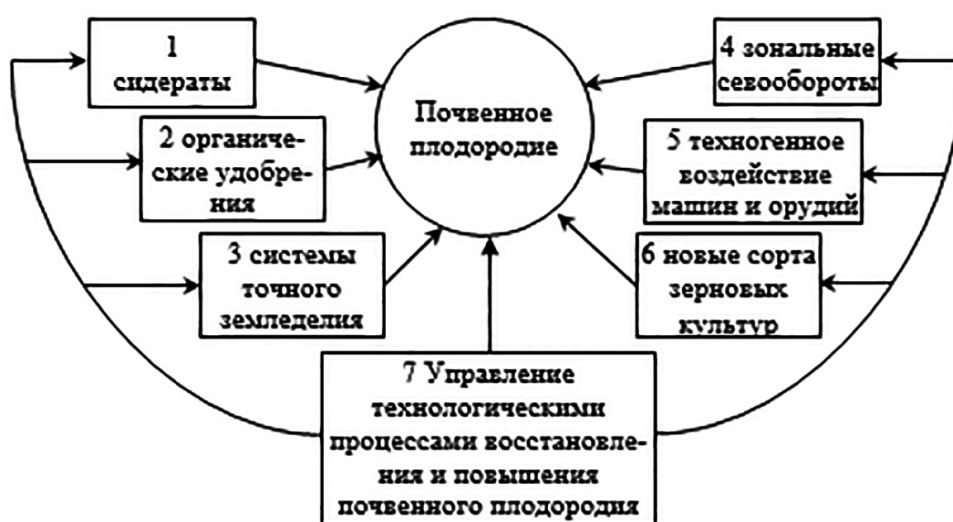 1
сидераты
2 органиче-
ские удобре-
ния
3 системы
точного
земледелия
Почвенное
плодородие
4 зональные
севообороты
5 техногенное
воздействие
машин и орудий
6 новые сорта
зерновых
культур
7 Управление
технологическими
процессами восстановле-
ния и повышения
почвенного плодородия